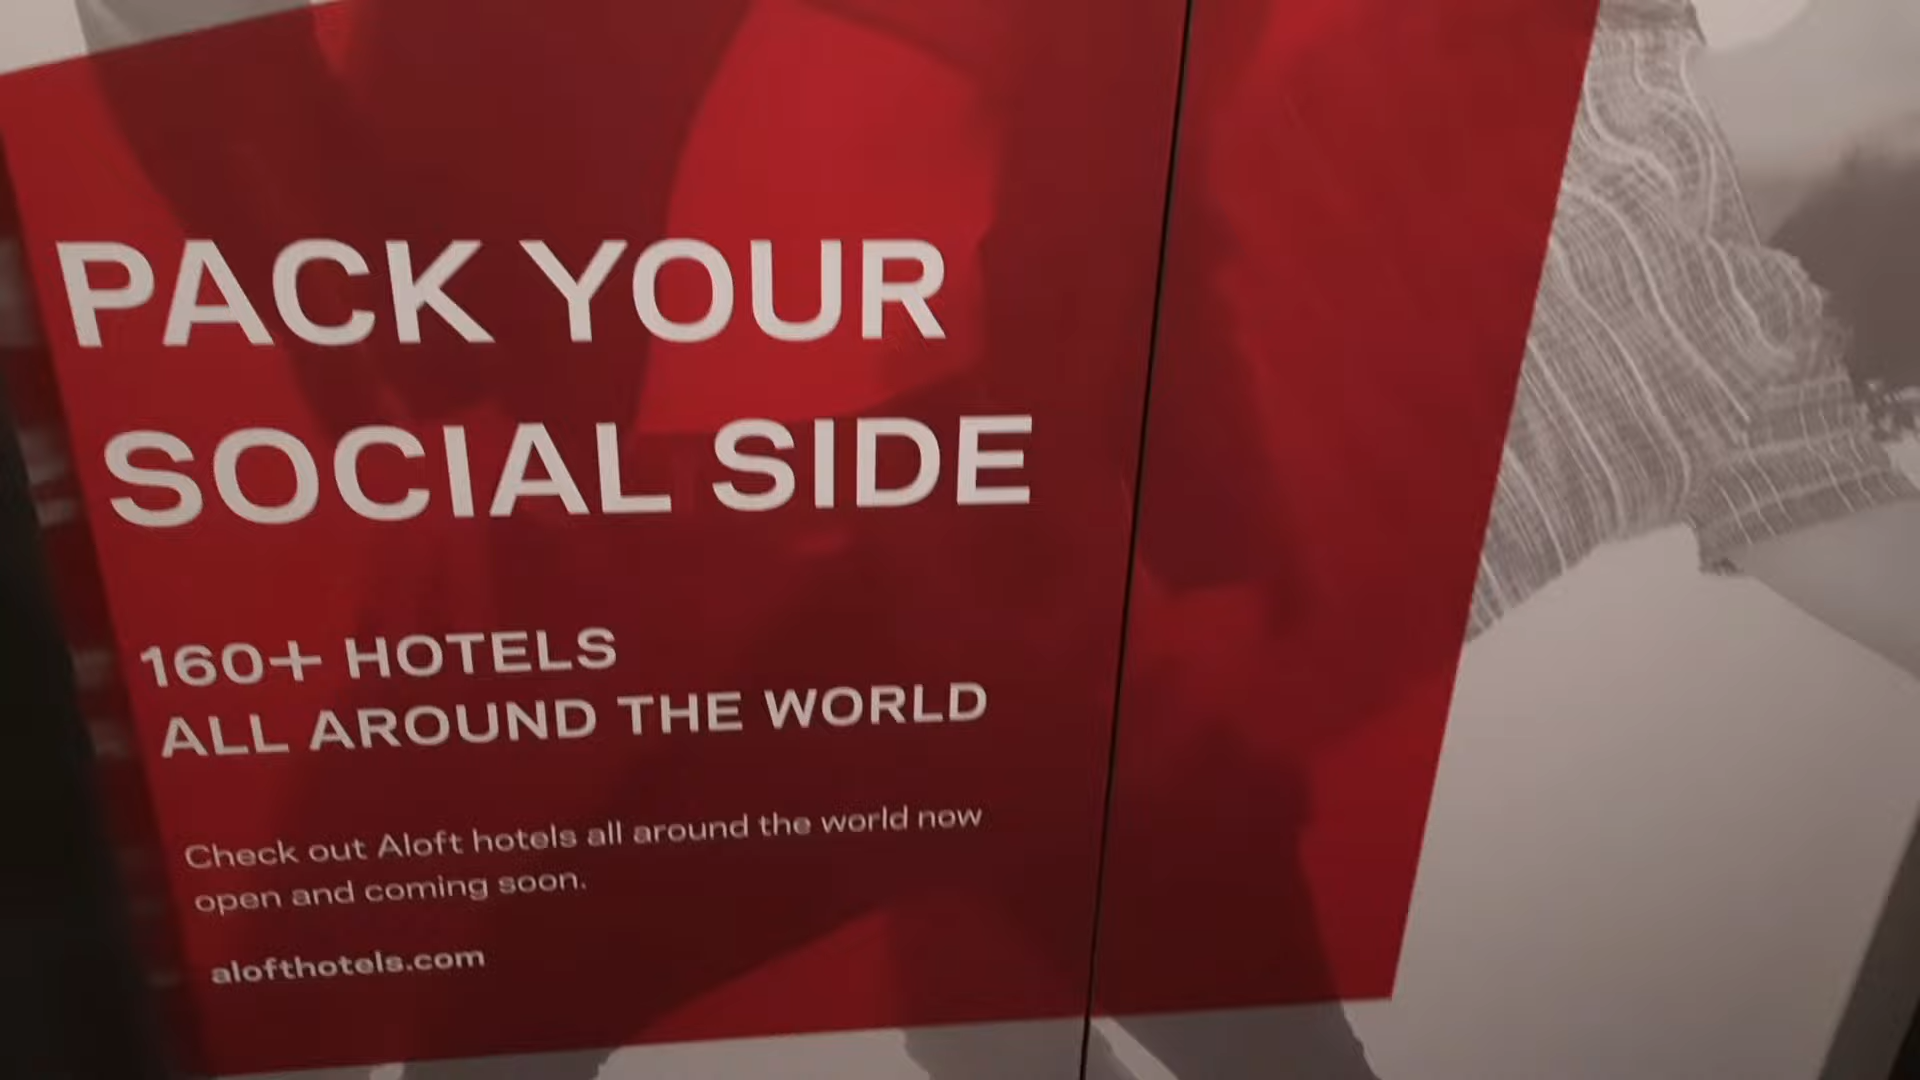 PACK YOUR
SOCIAL SIDE
160+ HOTELS
ALL AROUND THE WORLD
Check out Aloft hotels all around the world now
open and coming soon.
alofthotels.com